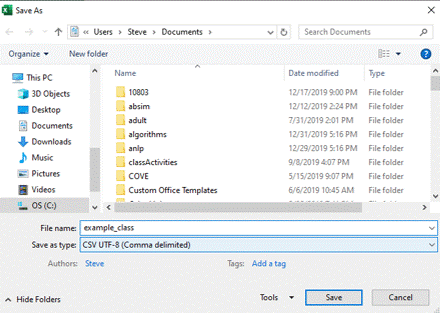 Save As
« Users › Steve › Documents ›
Search Documents
Organize
New folder
This PC
3D Objects
Desktop
Documents
Downloads
Music
Pictures
Videos
OS (C:)
Name
Date modified
Type
10803
12/17/2019 9:00 PM
File folder
absim
12/12/2019 2:24 PM
File folder
adult
7/31/2019 2:01 PM
File folder
algorithms
12/31/2019 5:16 PM
File folder
anlp
12/29/2019 5:16 PM
File folder
classActivities
9/8/2019 4:07 PM
File folder
COVE
5/15/2019 9:07 PM
File folder
Custom Office Templates
6/6/2019 10:45 AM
File folder
File name:
example_class
Save as type:
CSV UTF-8 (Comma delimited)
Authors:
Steve
Tags:
Add a tag
Hide Folders
Tools
Save
Cancel